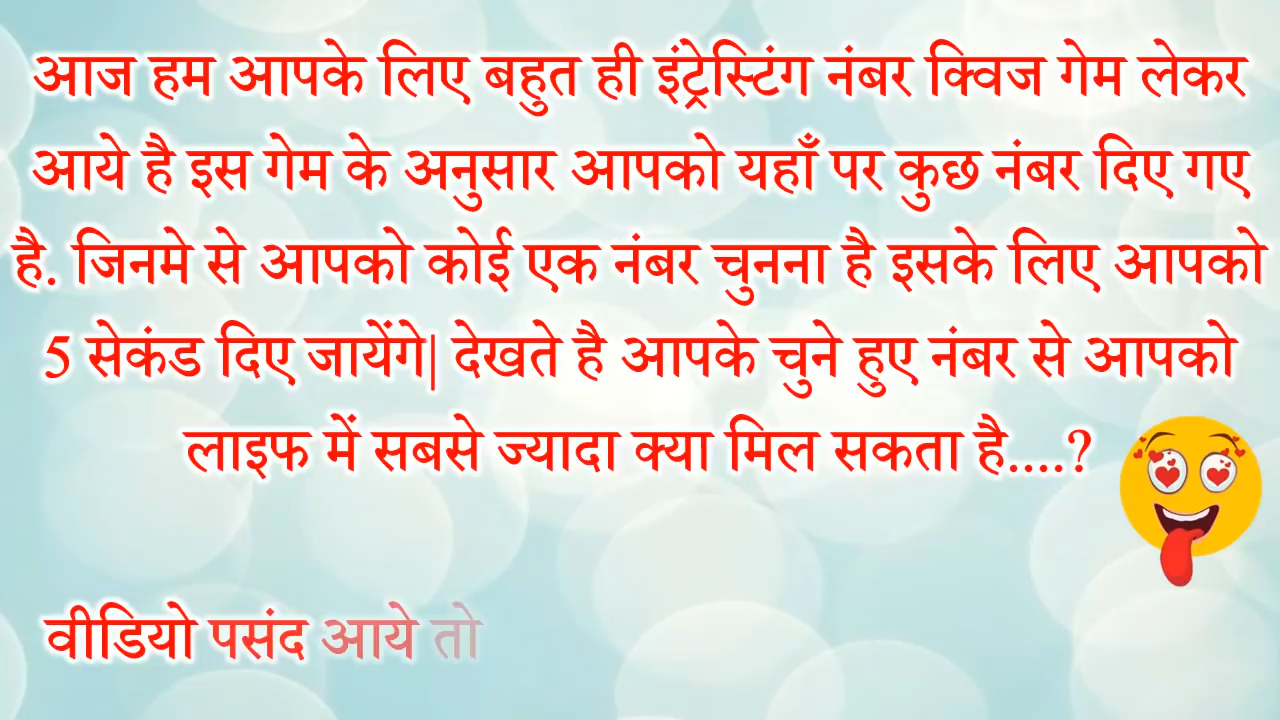 आज हम आपके लिए बहुत ही इंट्रेस्टिंग नंबर क्विज गेम लेकर
आये है इस गेम के अनुसार आपको यहाँ पर कुछ नंबर दिए गए
है. जिनमे से आपको कोई एक नंबर चुनना है इसके लिए आपको
5 सेकंड दिए जायेंगे| देखते है आपके चुने हुए नंबर से आपको
लाइफ में सबसे ज्यादा क्या मिल सकता है....?
वीडियो पसंद आये तो